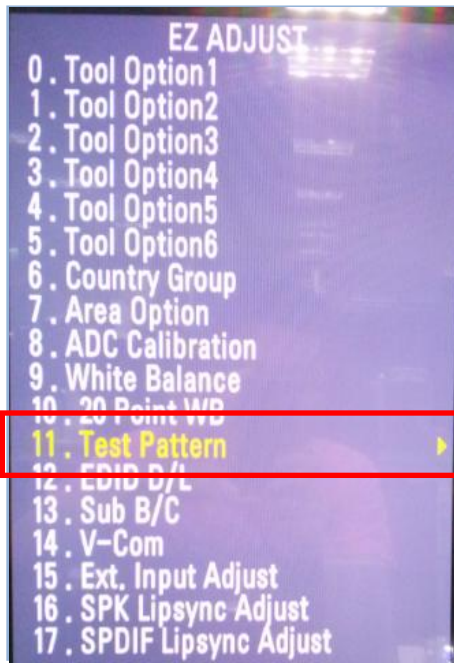 EZ ADJUST
0 . Tool Option1
1 . Tool Option2
2 . Tool Option3
3 . Tool Option4
4 . Tool Option5
5 . Tool Option6
6 . Country Group
7 . Area Option
8 . ADC Calibration
9 . White Balance
10 . 20 Point WB
11 . Test Pattern
12 . EDID D/L
13 . Sub B/C
14 . V-Com
15 . Ext. Input Adjust
16 . SPK Lipsync Adjust
17 . SPDIF Lipsync Adjust